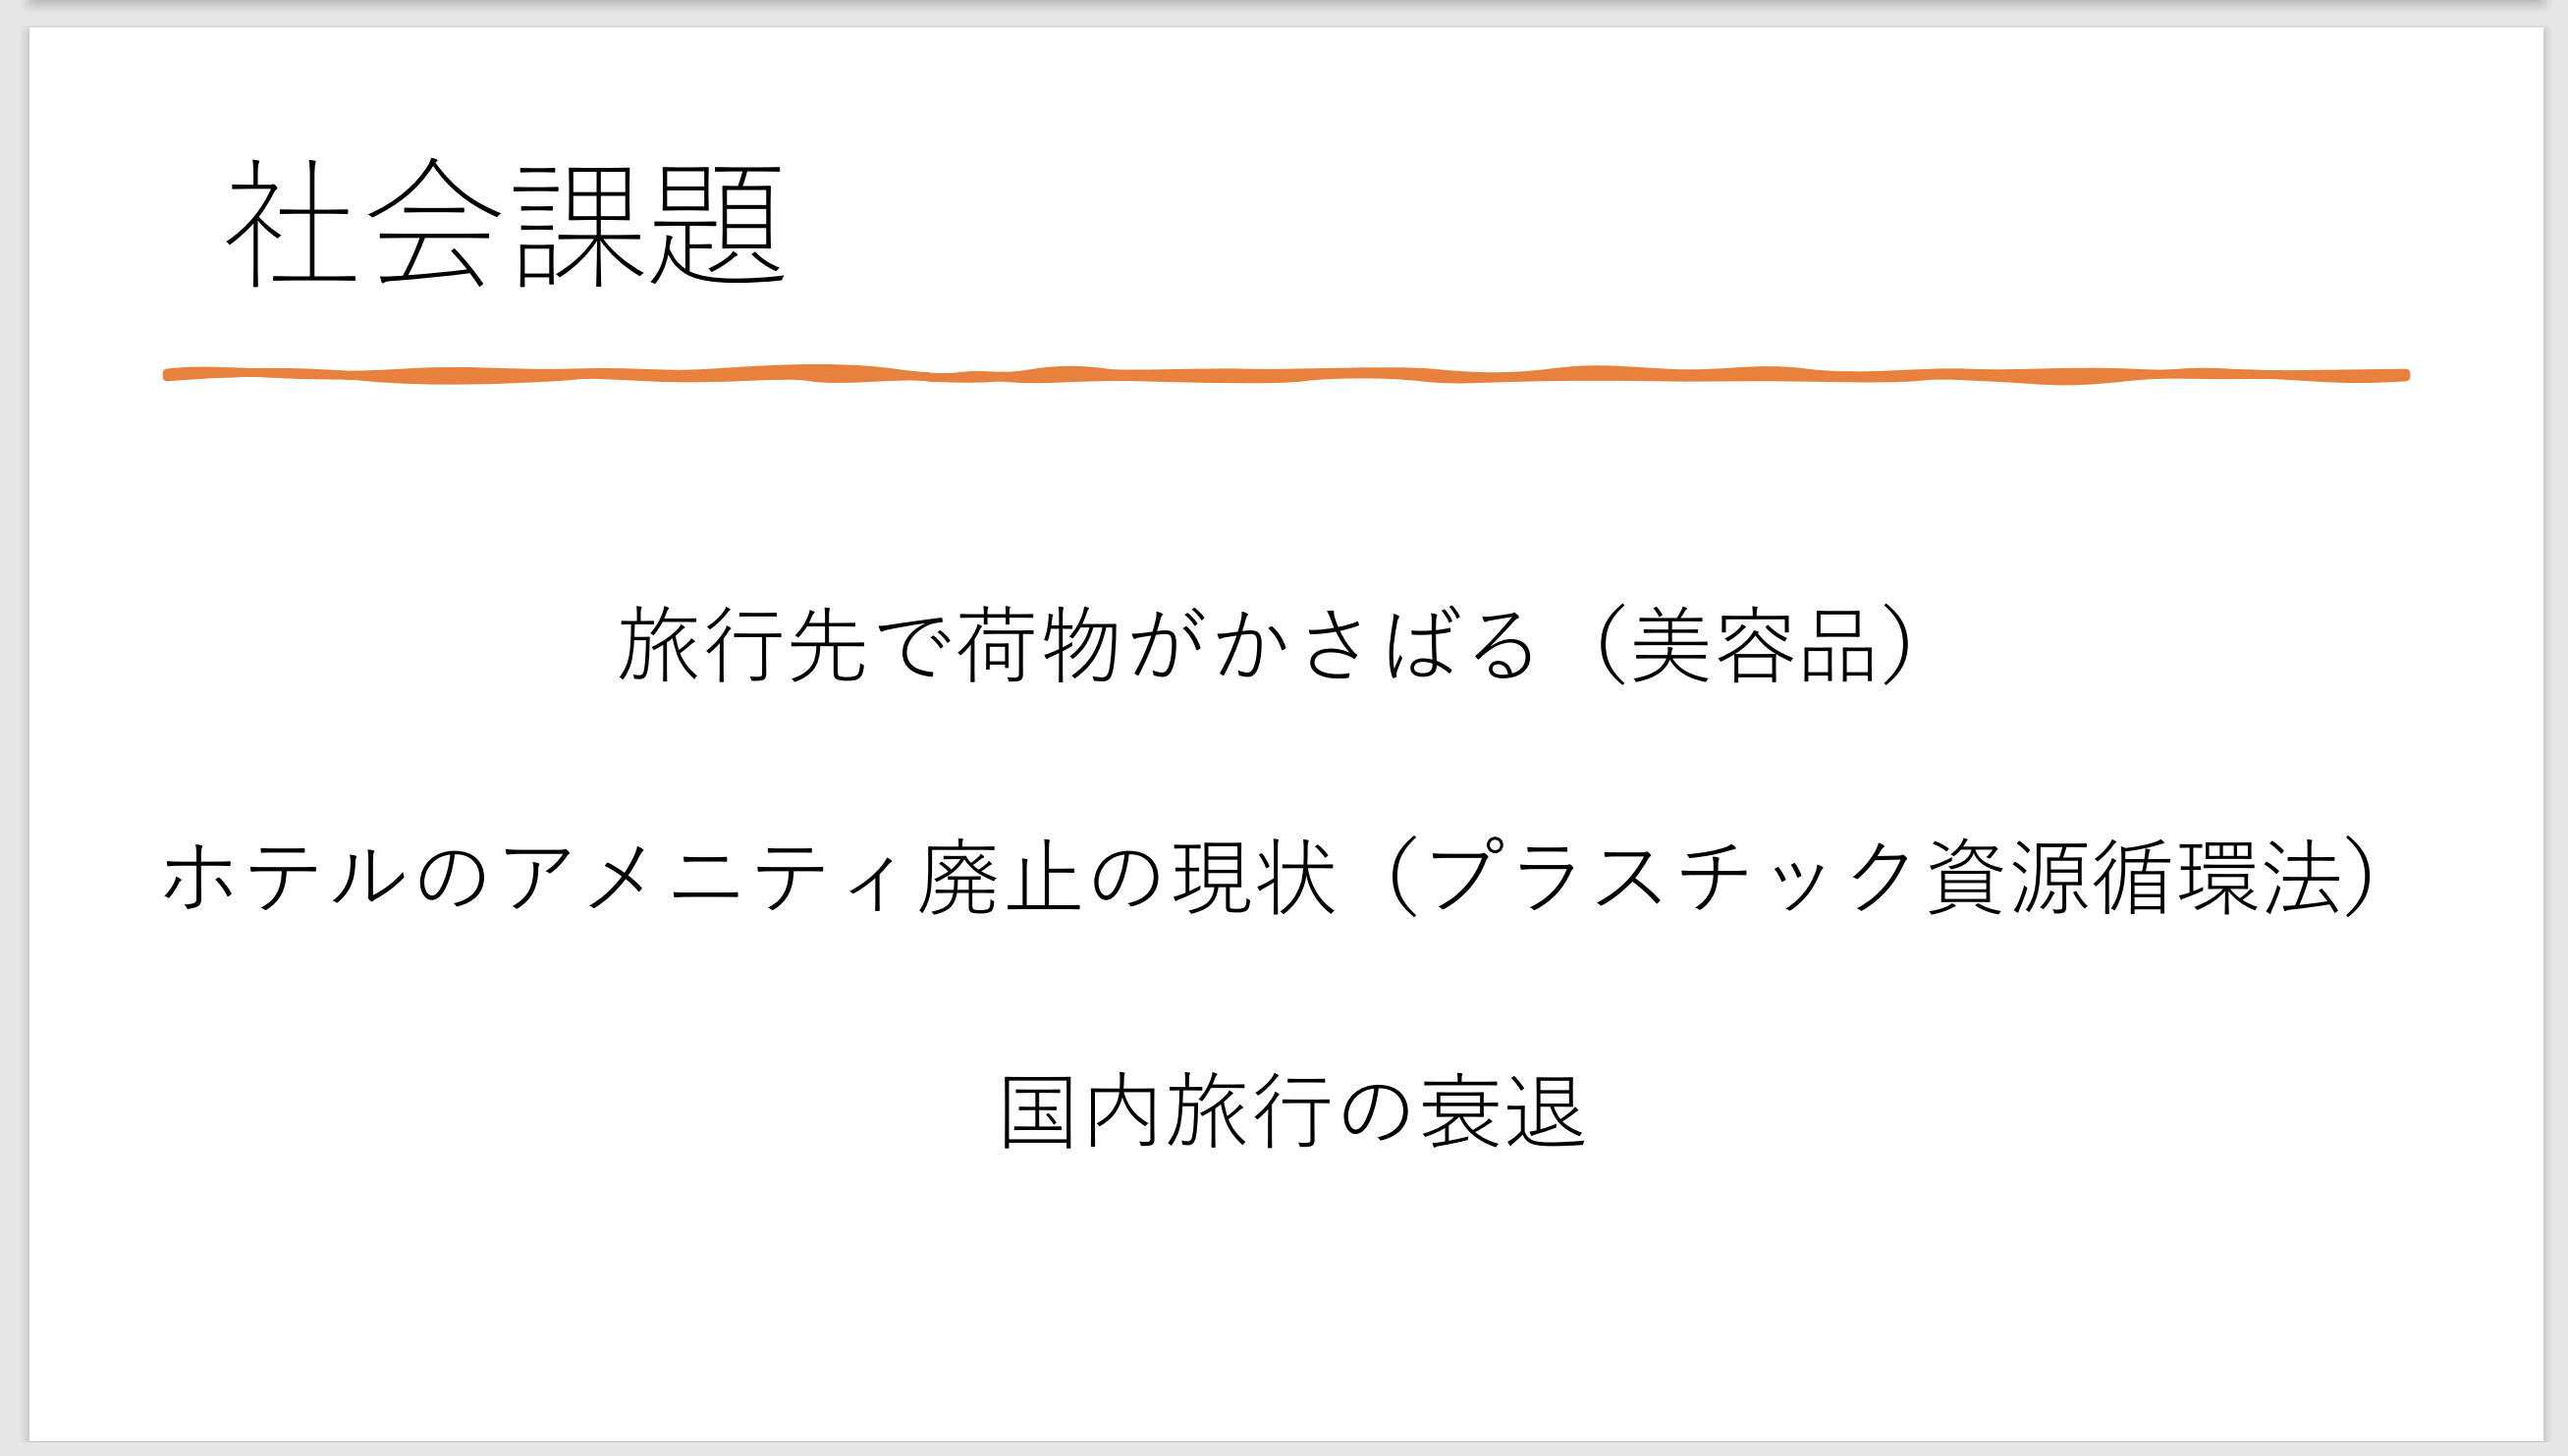 社会課題
旅行先で荷物がかさばる（美容品）
ホテルのアメニティ廃止の現状（プラスチック資源循環法）
国内旅行の衰退